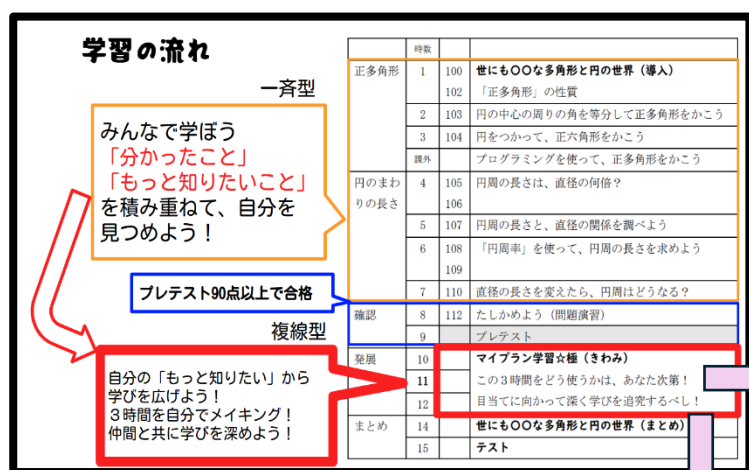 学習の流れ
一斉型
みんなで学ぼう
「分かったこと」
「もっと知りたいこと」
を積み重ねて、自分を
見つめよう！
プレテスト90点以上で合格
複線型
自分の「もっと知りたい」から
学びを広げよう！
３時間を自分でメイキング！
仲間と共に学びを深めよう！
時数
正多角形 1 100 世にも〇〇な多角形と円の世界（導入）
102 「正多角形」の性質
2 103 円の中心の周りの角を等分して正多角形をかこう
3 104 円をつかって、正六角形をかこう
課外 プログラミングを使って、正多角形をかこう
円のまわ 4 105 円周の長さは、直径の何倍？
りの長さ 106
5 107 円周の長さと、直径の関係を調べよう
6 108 「円周率」を使って、円周の長さを求めよう
109
7 110 直径の長さを変えたら、円周はどうなる？
確認 8 112 たしかめよう（問題演習）
9 プレテスト
発展 10 マイプラン学習☆極（きわみ）
11 この３時間をどう使うかは、あなた次第！
12 目当てに向かって深く学びを追究するべし！
まとめ 14 世にも〇〇な多角形と円の世界（まとめ）
15 テスト